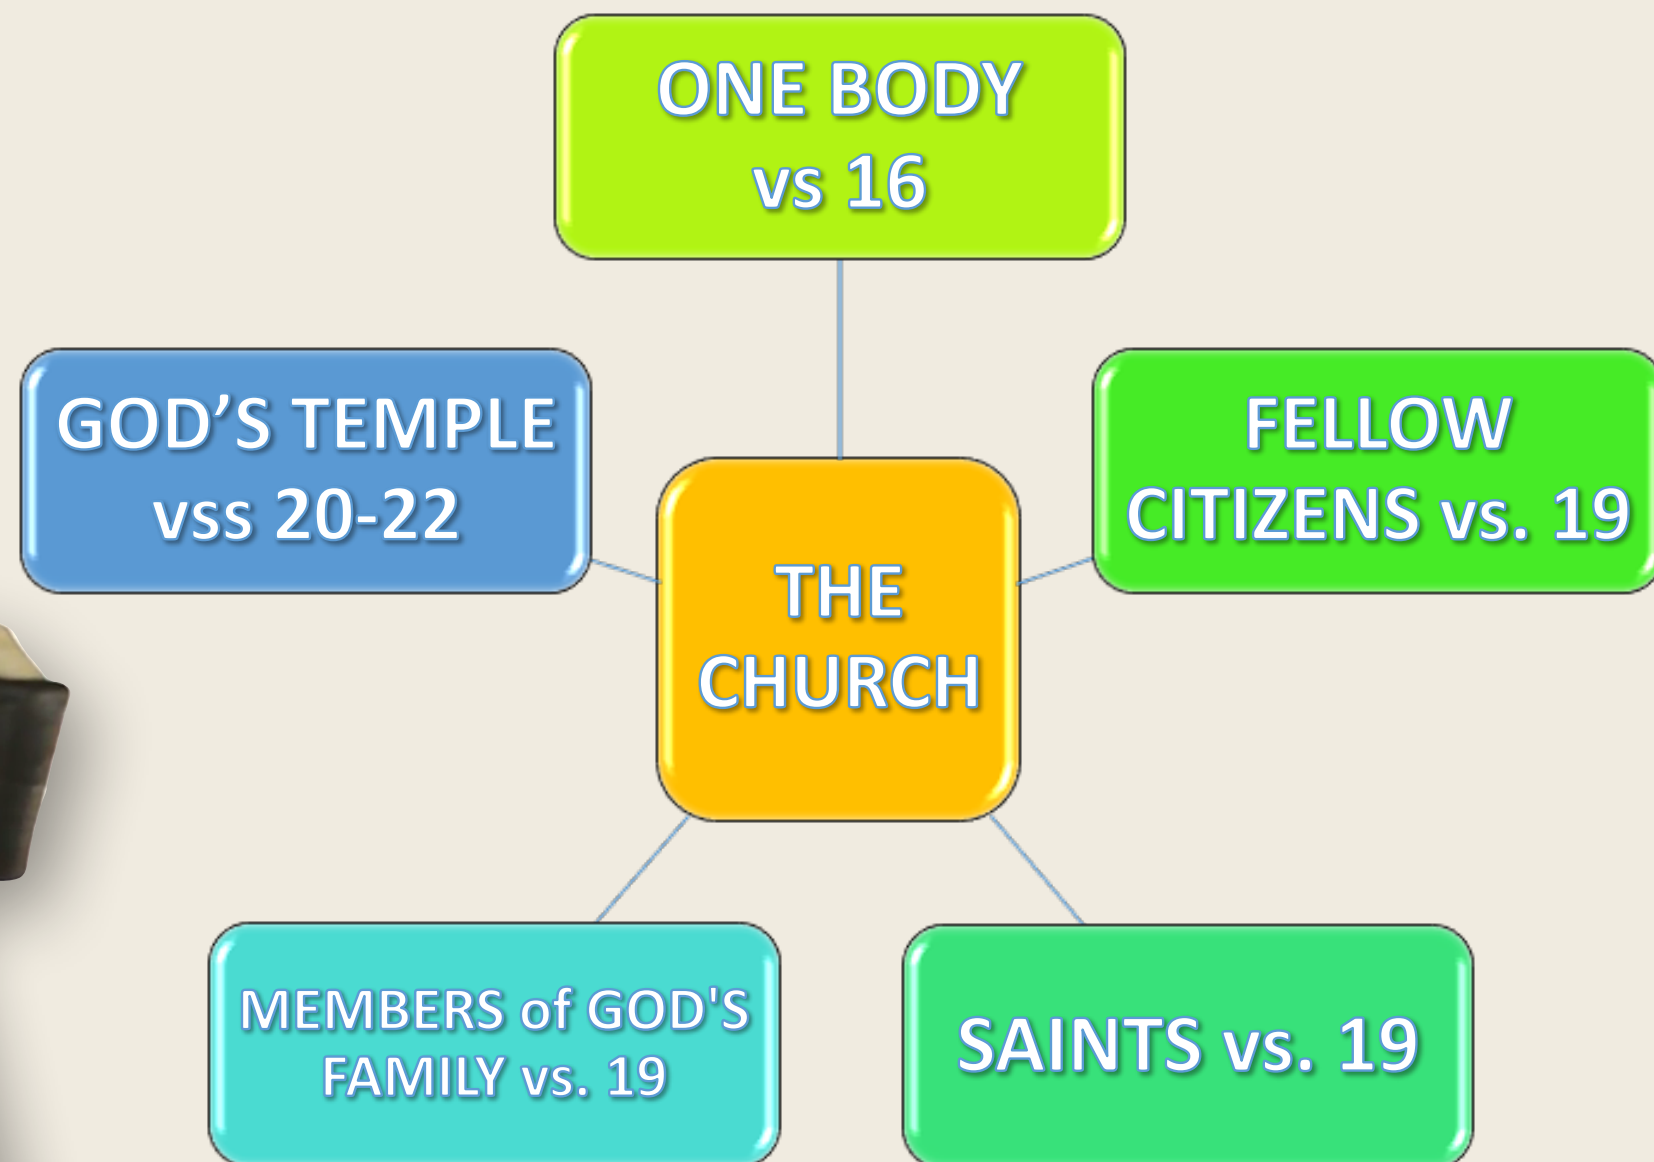 ONE BODY
vs 16
GOD’S TEMPLE
vss 20-22
FELLOW
CITIZENS vs. 19
THE
CHURCH
MEMBERS of GOD'S
FAMILY vs. 19
SAINTS vs. 19